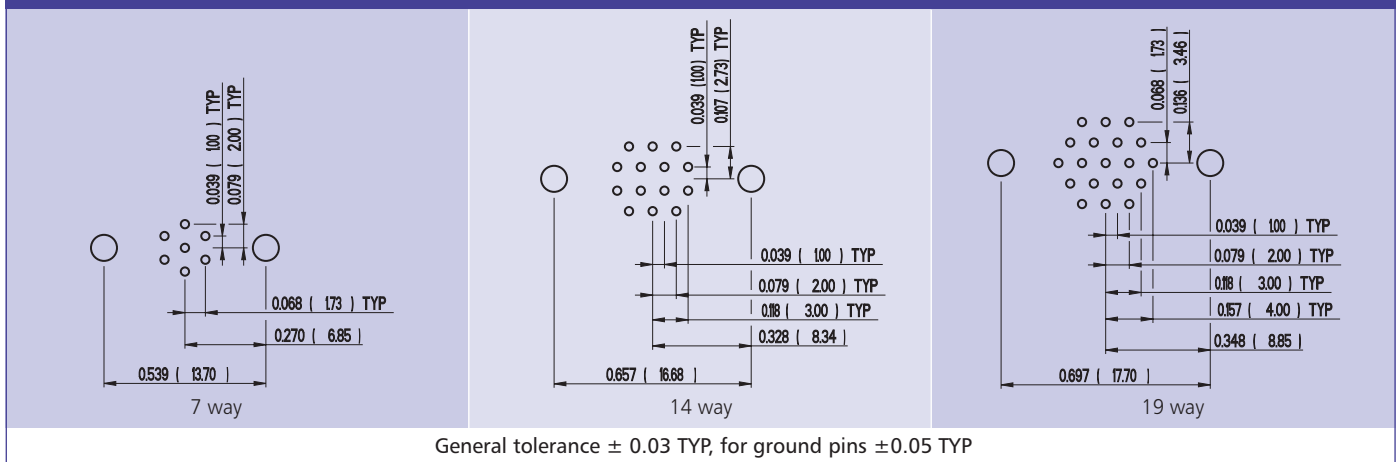 0.039 ( 1.00 ) TYP
0.079 ( 2.00 ) TYP
0.068 ( 1.73 ) TYP
0.270 ( 6.85 )
0.539 ( 13.70 )
7 way
0.039 (1.00) TYP
0.107 (2.73) TYP
0.039 ( 1.00 ) TYP
0.079 ( 2.00 ) TYP
0.118 ( 3.00 ) TYP
0.328 ( 8.34 )
0.657 ( 16.68 )
14 way
0.068 ( 1.73 )
0.136 ( 3.46 )
0.039 ( 1.00 ) TYP
0.079 ( 2.00 ) TYP
0.118 ( 3.00 ) TYP
0.157 ( 4.00 ) TYP
0.348 ( 8.85 )
0.697 ( 17.70 )
19 way
General tolerance ± 0.03 TYP, for ground pins ±0.05 TYP